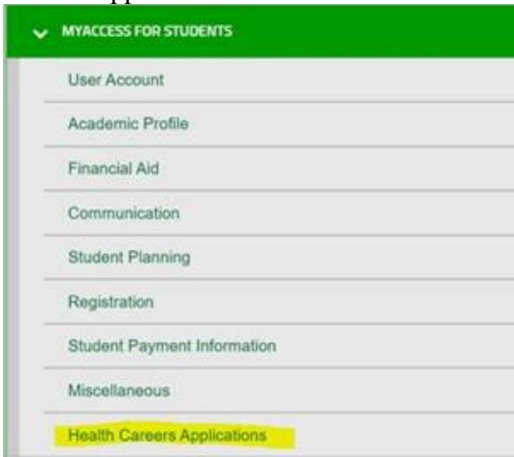 MYACCESS FOR STUDENTS
User Account
Academic Profile
Financial Aid
Communication
Student Planning
Registration
Student Payment Information
Miscellaneous
Health Careers Applications